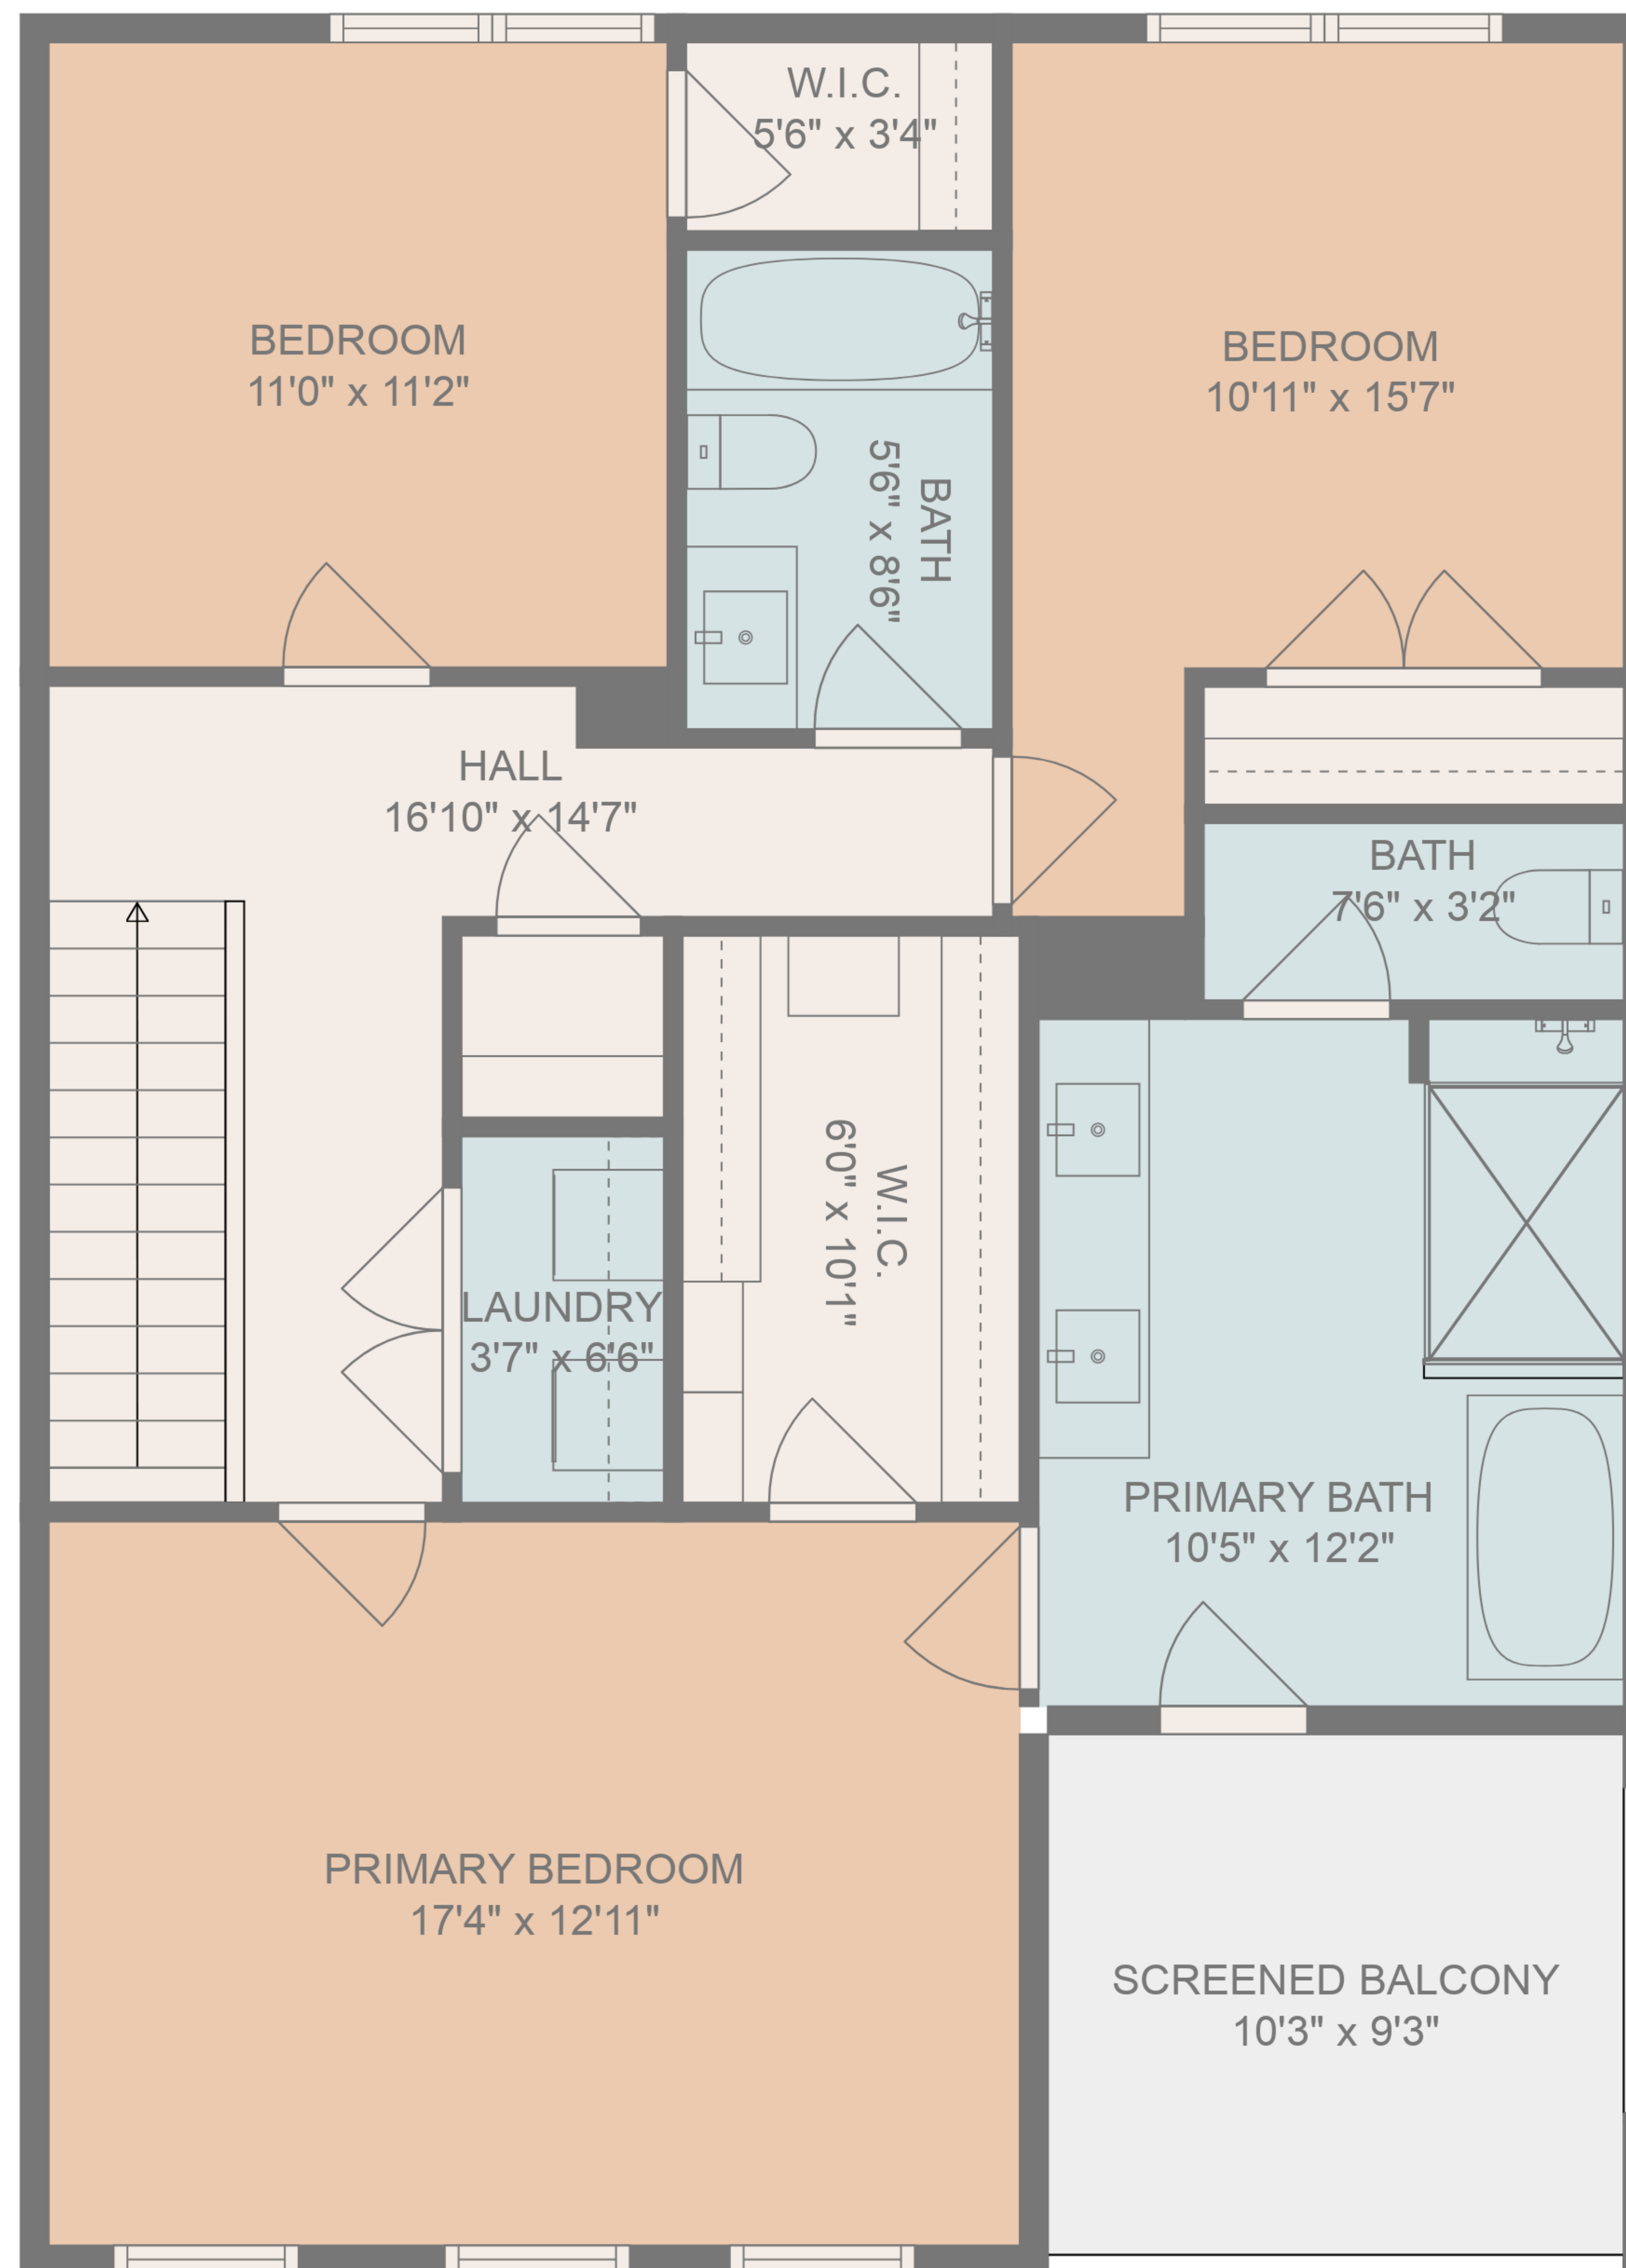 W.I.C.
5'6" x 3'4"
BEDROOM
11'0" x 11'2"
BEDROOM
10'11" x 15'7"
BATH
5'6" x 8'6"
HALL
16'10" x 14'7"
BATH
7'6" x 3'2"
W.I.C.
6'0" x 10'1"
LAUNDRY
3'7" x 6'6"
PRIMARY BATH
10'5" x 12'2"
PRIMARY BEDROOM
17'4" x 12'11"
SCREENED BALCONY
10'3" x 9'3"